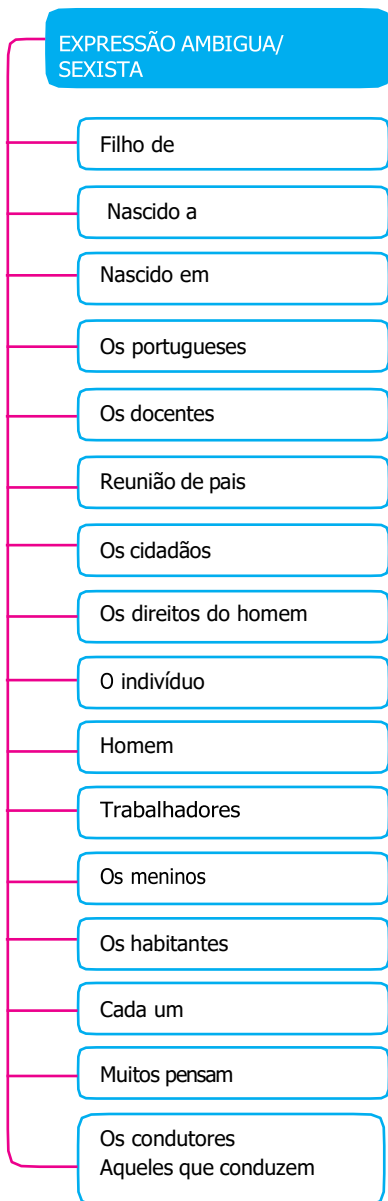 EXPRESSÃO AMBIGUA/
SEXISTA
Filho de
Nascido a
Nascido em
Os portugueses
Os docentes
Reunião de pais
Os cidadãos
Os direitos do homem
O indivíduo
Homem
Trabalhadores
Os meninos
Os habitantes
Cada um
Muitos pensam
Os condutores
Aqueles que conduzem